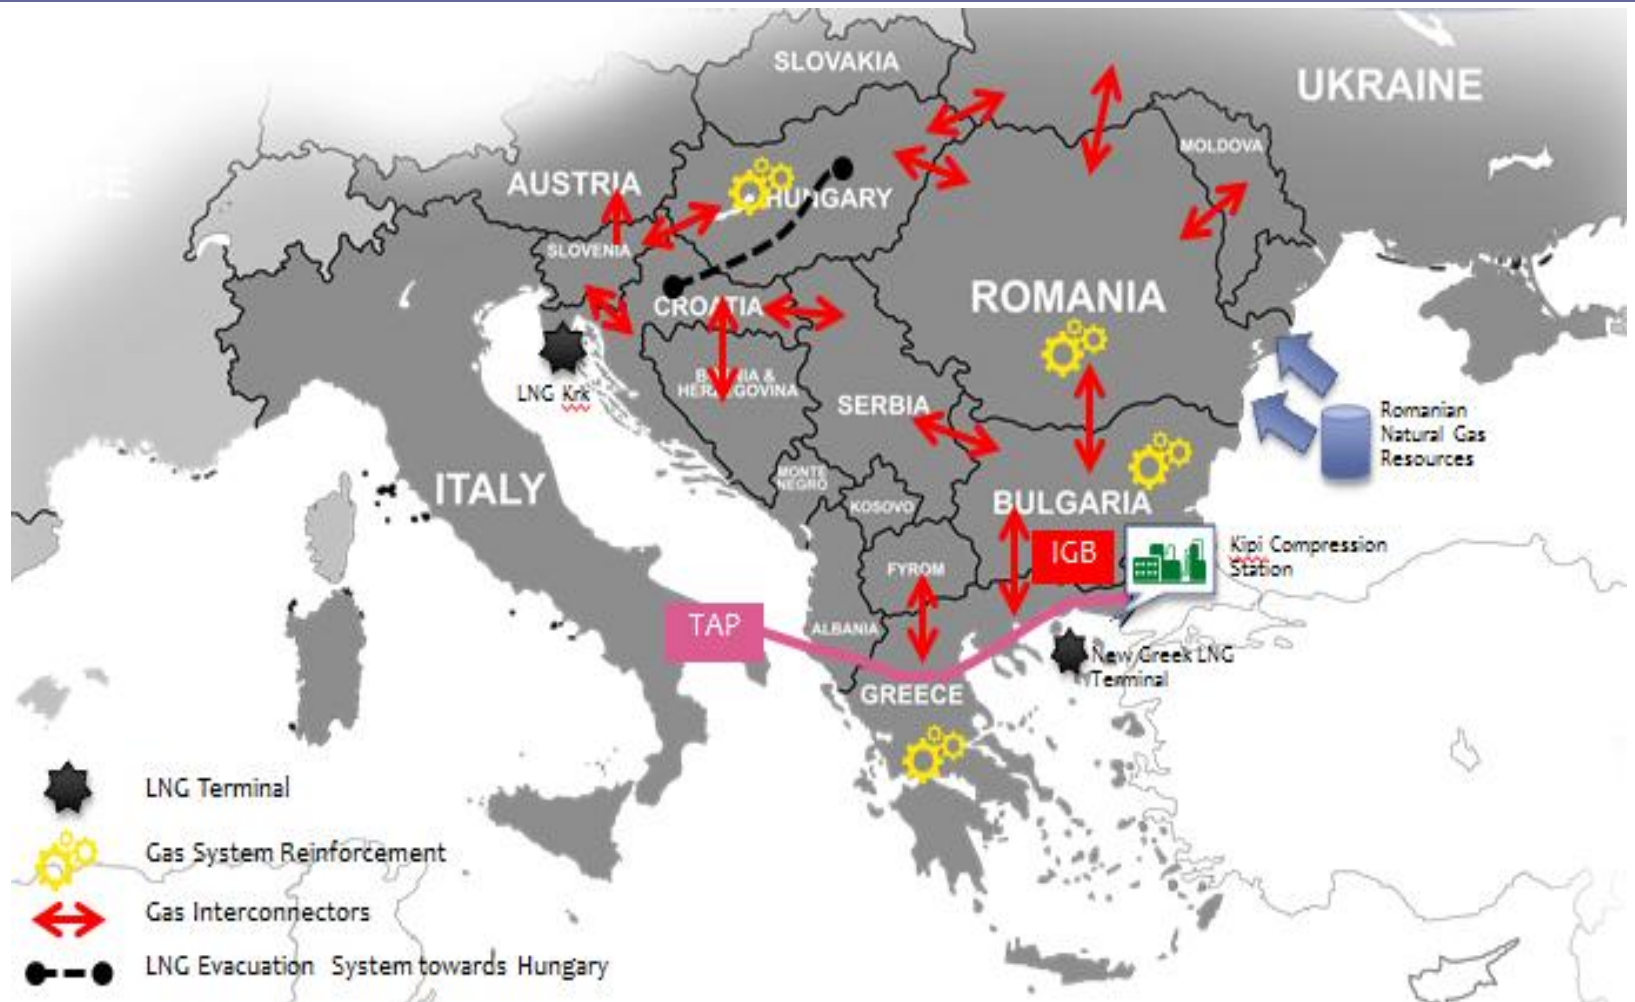 SLOVAKIA
UKRAINE
MOLDOVA
AUSTRIA
HUNGARY
SLOVENIA
CROATIA
ROMANIA
LNG Krk
BOSNIA &
HERZEGOVINA
SERBIA
Romanian
Natural Gas
Resources
ITALY
MONTE
NEGRO
KOSOVO
BULGARIA
IGB
Kipi Compression
Station
FYROM
TAP
ALBANIA
New Greek LNG
Terminal
GREECE
LNG Terminal
Gas System Reinforcement
Gas Interconnectors
LNG Evacuation System towards Hungary